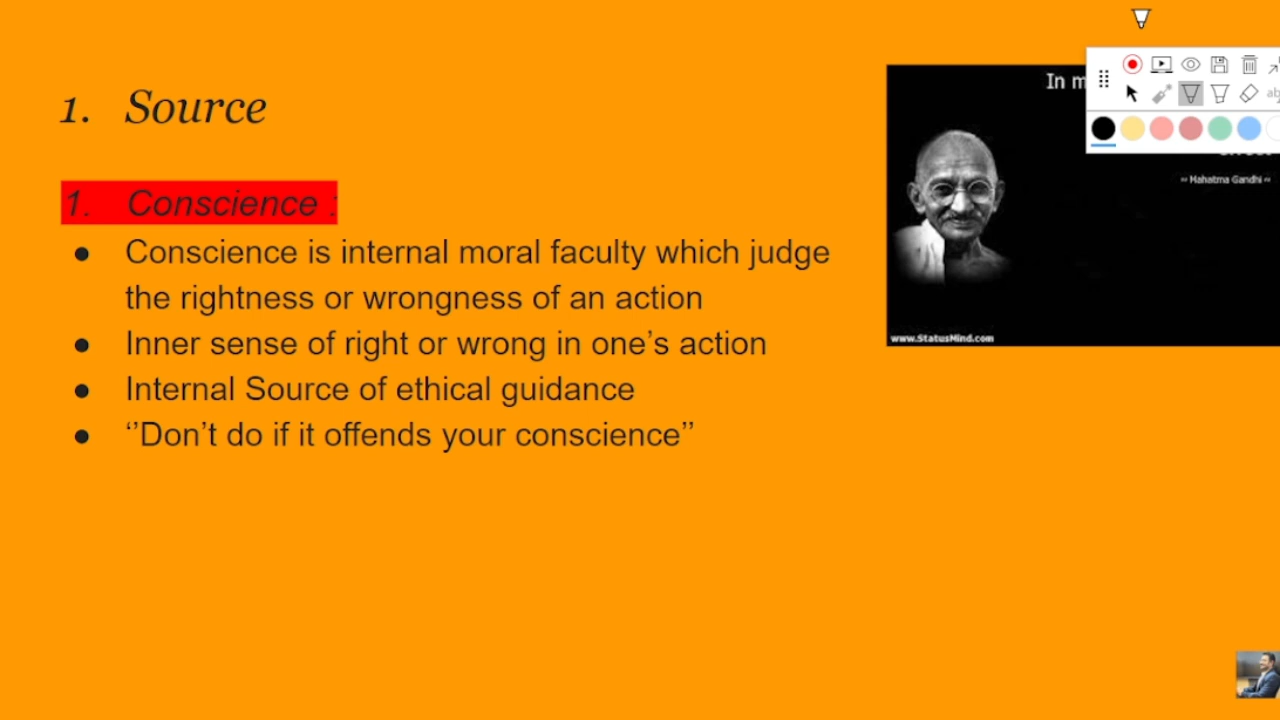 1. Source
1. Conscience :
● Conscience is internal moral faculty which judge
the rightness or wrongness of an action
● Inner sense of right or wrong in one’s action
● Internal Source of ethical guidance
● ‘’Don’t do if it offends your conscience’’
In m
~ Mahatma Gandhi ~
www.StatusMind.com
ab